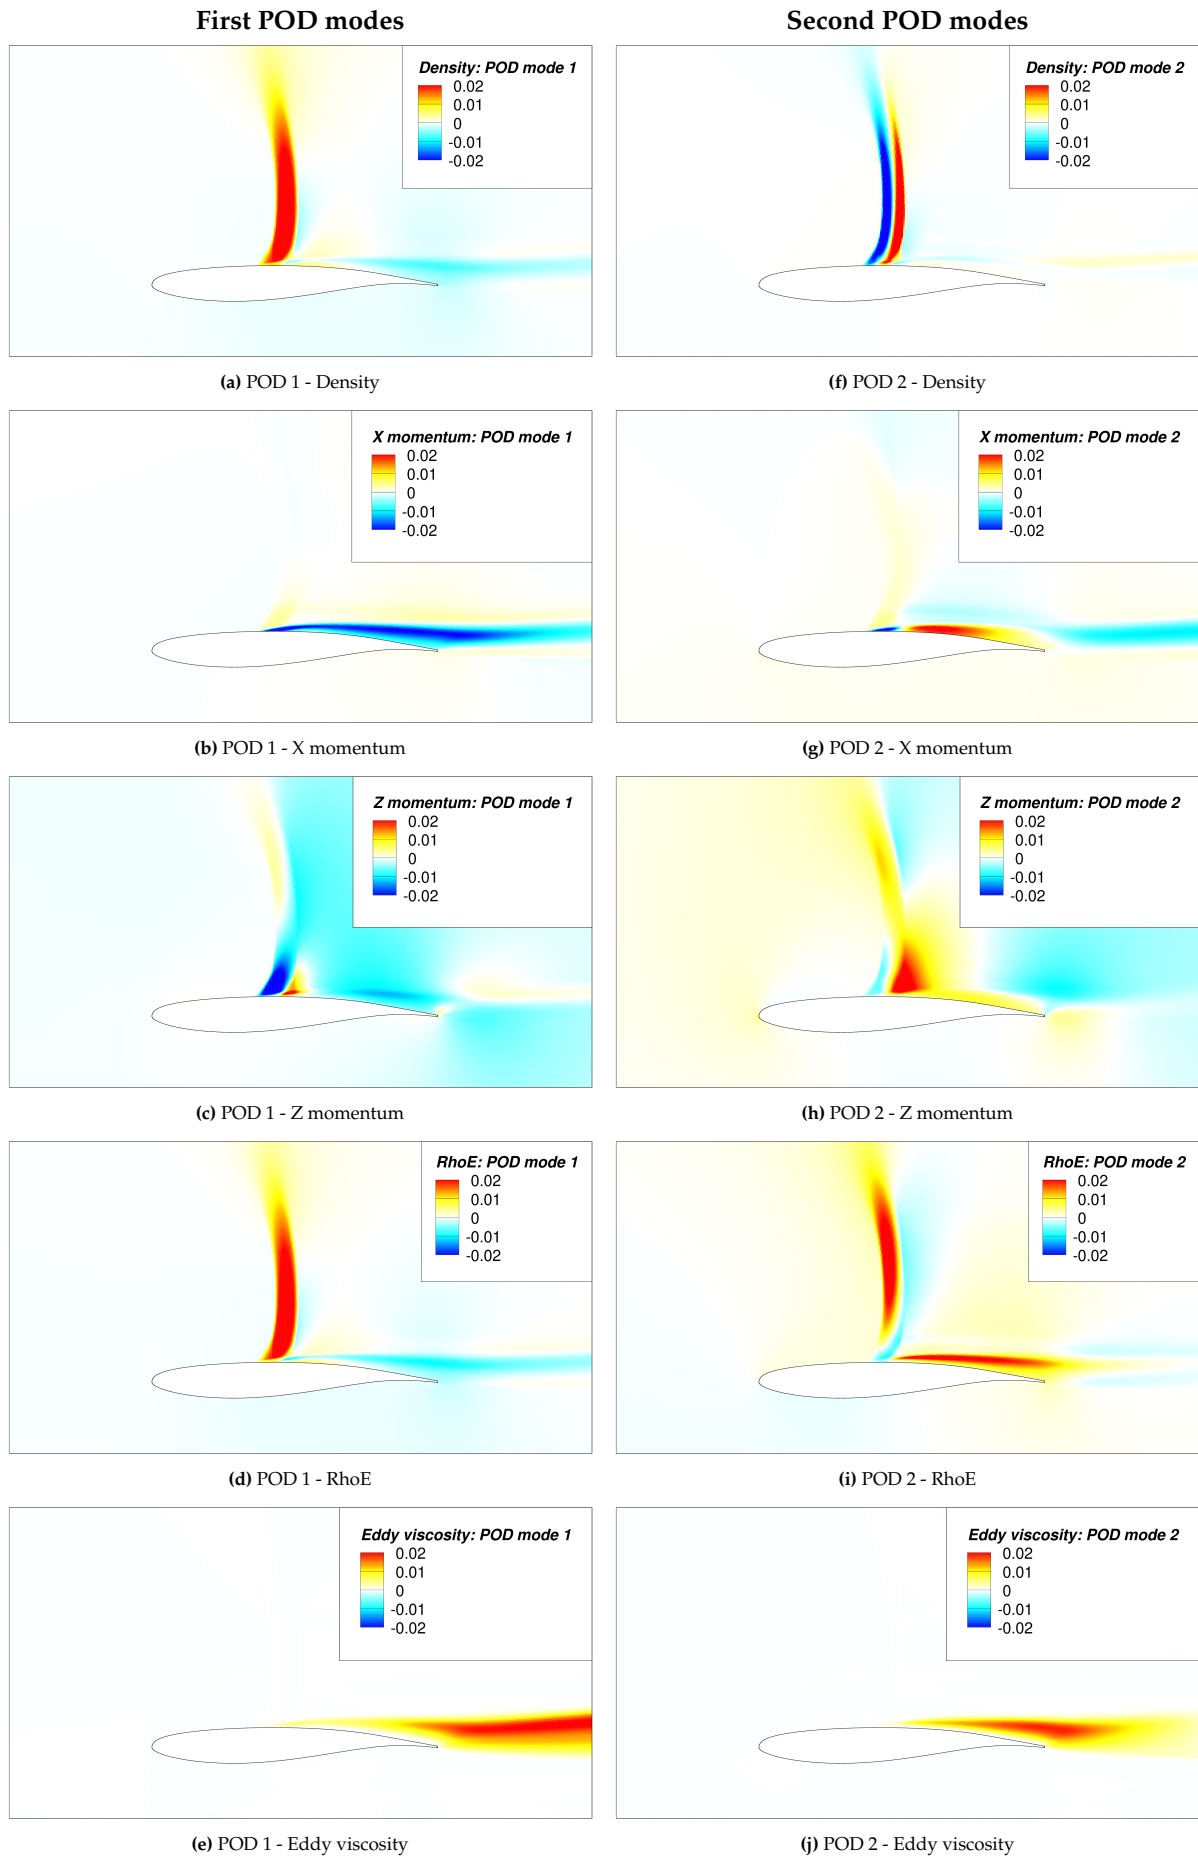 First POD modes
Second POD modes
Density: POD mode 1
0.02
0.01
0
-0.01
-0.02
Density: POD mode 2
0.02
0.01
0
-0.01
-0.02
(a) POD 1 - Density
(f) POD 2 - Density
X momentum: POD mode 1
0.02
0.01
0
-0.01
-0.02
X momentum: POD mode 2
0.02
0.01
0
-0.01
-0.02
(b) POD 1 - X momentum
(g) POD 2 - X momentum
Z momentum: POD mode 1
0.02
0.01
0
-0.01
-0.02
Z momentum: POD mode 2
0.02
0.01
0
-0.01
-0.02
(c) POD 1 - Z momentum
(h) POD 2 - Z momentum
RhoE: POD mode 1
0.02
0.01
0
-0.01
-0.02
RhoE: POD mode 2
0.02
0.01
0
-0.01
-0.02
(d) POD 1 - RhoE
(i) POD 2 - RhoE
Eddy viscosity: POD mode 1
0.02
0.01
0
-0.01
-0.02
Eddy viscosity: POD mode 2
0.02
0.01
0
-0.01
-0.02
(e) POD 1 - Eddy viscosity
(j) POD 2 - Eddy viscosity